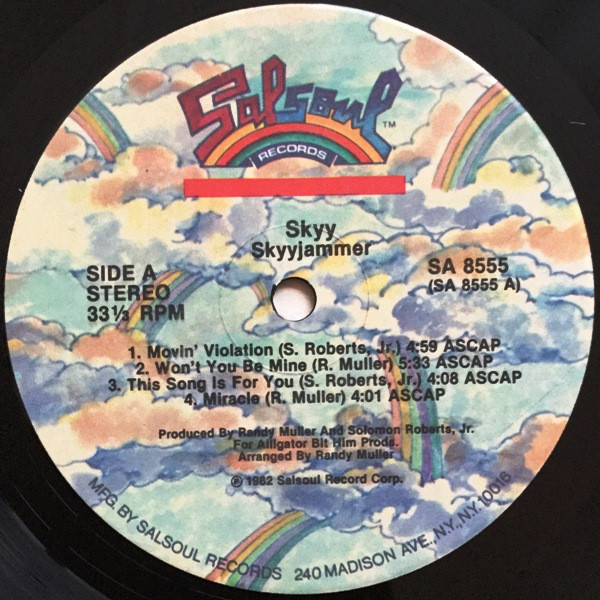 Salsoul TM
RECORDS
Skyy
Skyyjammer
SIDE A
STEREO
33⅓ RPM
SA 8555
(SA 8555 A)
1. Movin' Violation (S. Roberts, Jr.) 4:59 ASCAP
2. Won't You Be Mine (R. Muller) 5:33 ASCAP
3. This Song Is For You (S. Roberts, Jr.) 4:08 ASCAP
4. Miracle (R. Muller) 4:01 ASCAP
Produced By Randy Muller And Solomon Roberts, Jr.
For Alligator Bit Him Prods.
Arranged By Randy Muller
℗ 1982 Salsoul Record Corp.
MFG. BY SALSOUL RECORDS 240 MADISON AVE., N.Y., N.Y. 10016